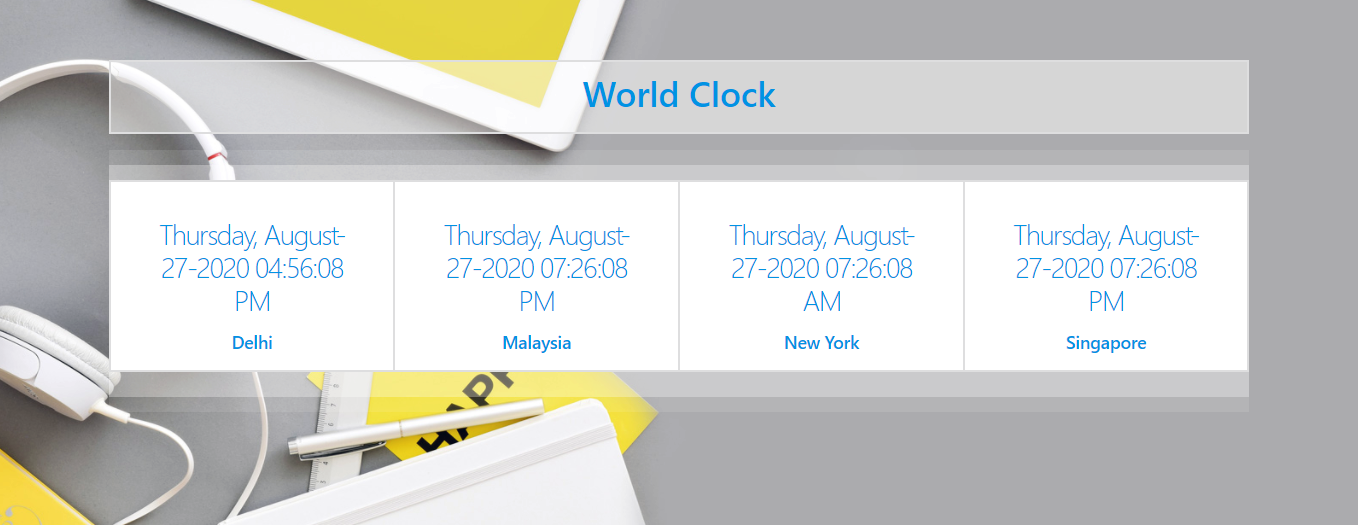 World Clock
Thursday, August-
27-2020 04:56:08
PM
Delhi
Thursday, August-
27-2020 07:26:08
PM
Malaysia
Thursday, August-
27-2020 07:26:08
AM
New York
Thursday, August-
27-2020 07:26:08
PM
Singapore